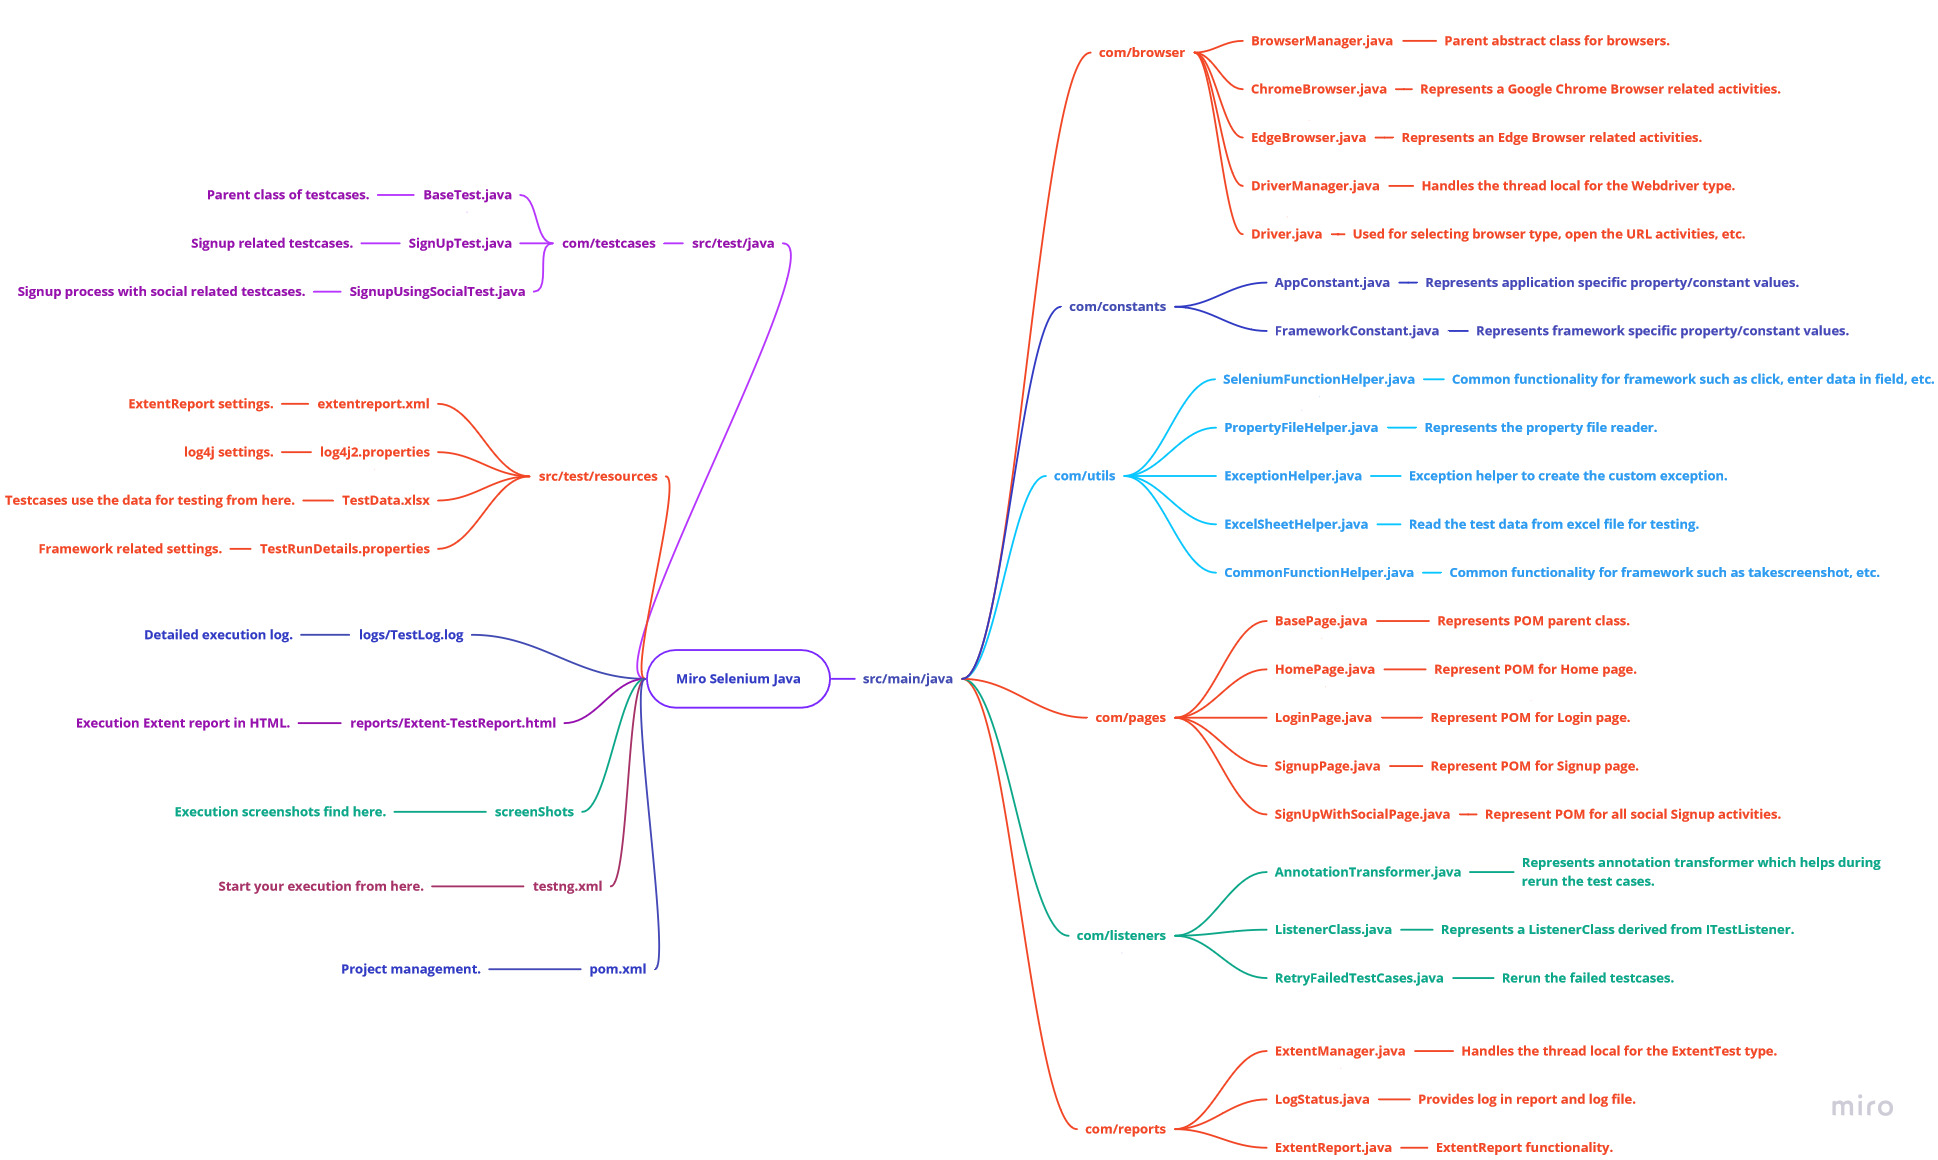 com/browser
BrowserManager.java
Parent abstract class for browsers.
ChromeBrowser.java
Represents a Google Chrome Browser related activities.
EdgeBrowser.java
Represents an Edge Browser related activities.
DriverManager.java
Handles the thread local for the Webdriver type.
Driver.java
Used for selecting browser type, open the URL activities, etc.
Parent class of testcases.
BaseTest.java
Signup related testcases.
SignUpTest.java
com/testcases
src/test/java
Signup process with social related testcases.
SignupUsingSocialTest.java
com/constants
AppConstant.java
Represents application specific property/constant values.
FrameworkConstant.java
Represents framework specific property/constant values.
ExtentReport settings.
extentreport.xml
log4j settings.
log4j2.properties
src/test/resources
Testcases use the data for testing from here.
TestData.xlsx
Framework related settings.
TestRunDetails.properties
com/utils
SeleniumFunctionHelper.java
Common functionality for framework such as click, enter data in field, etc.
PropertyFileHelper.java
Represents the property file reader.
ExceptionHelper.java
Exception helper to create the custom exception.
ExcelSheetHelper.java
Read the test data from excel file for testing.
CommonFunctionHelper.java
Common functionality for framework such as takescreenshot, etc.
Detailed execution log.
logs/TestLog.log
Miro Selenium Java
src/main/java
Execution Extent report in HTML.
reports/Extent-TestReport.html
Execution screenshots find here.
screenShots
Start your execution from here.
testng.xml
Project management.
pom.xml
com/pages
BasePage.java
Represents POM parent class.
HomePage.java
Represent POM for Home page.
LoginPage.java
Represent POM for Login page.
SignupPage.java
Represent POM for Signup page.
SignUpWithSocialPage.java
Represent POM for all social Signup activities.
com/listeners
AnnotationTransformer.java
Represents annotation transformer which helps during
rerun the test cases.
ListenerClass.java
Represents a ListenerClass derived from ITestListener.
RetryFailedTestCases.java
Rerun the failed testcases.
com/reports
ExtentManager.java
Handles the thread local for the ExtentTest type.
LogStatus.java
Provides log in report and log file.
ExtentReport.java
ExtentReport functionality.
miro